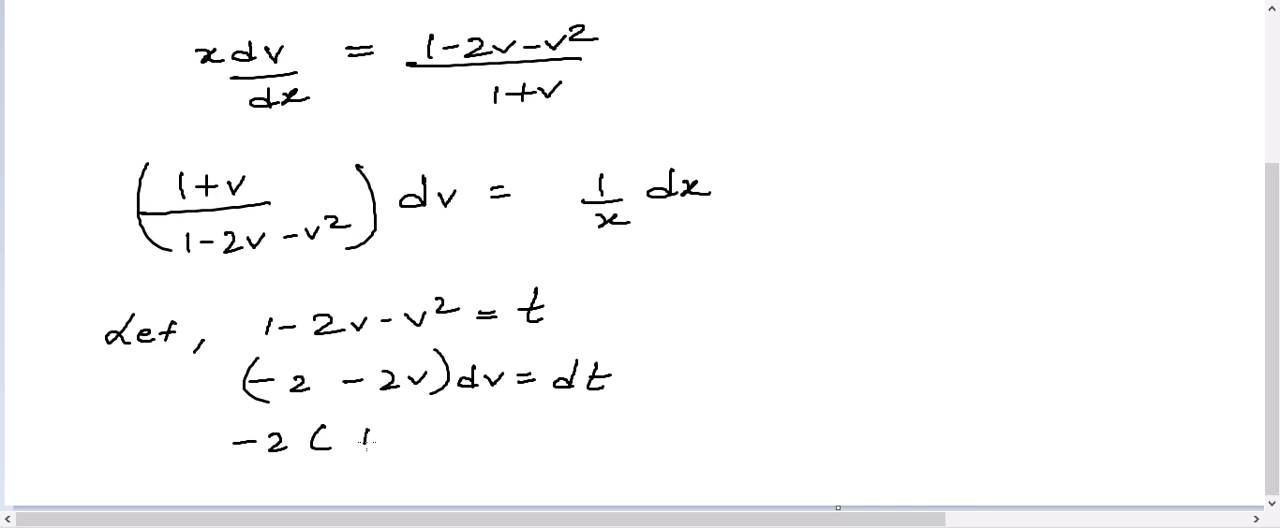 x dv/dx = (1-2v-v²)/(1+v)
((1+v)/(1-2v-v²)) dv = 1/x dx
Let, 1-2v-v² = t
(-2 - 2v) dv = dt
-2 ( 1